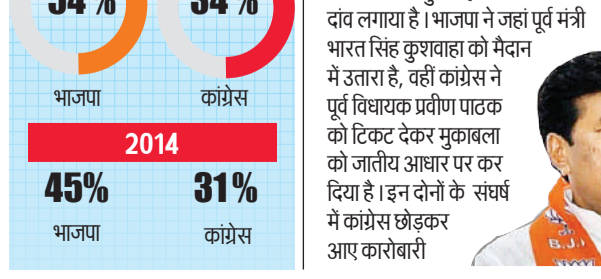 भाजपा
कांग्रेस
2014
45%
31%
भाजपा
कांग्रेस
दांव लगाया है। भाजपा ने जहां पूर्व मंत्री
भारत सिंह कुशवाहा को मैदान
में उतारा है, वहीं कांग्रेस ने
पूर्व विधायक प्रवीण पाठक
को टिकट देकर मुकाबला
को जातीय आधार पर कर
दिया है। इन दोनों के संघर्ष
में कांग्रेस छोड़कर
आए कारोबारी
B.J.